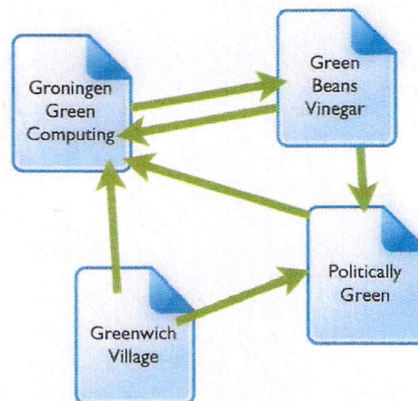 Groningen
Green
Computing
Green
Beans
Vinegar
Politically
Green
Greenwich
Village